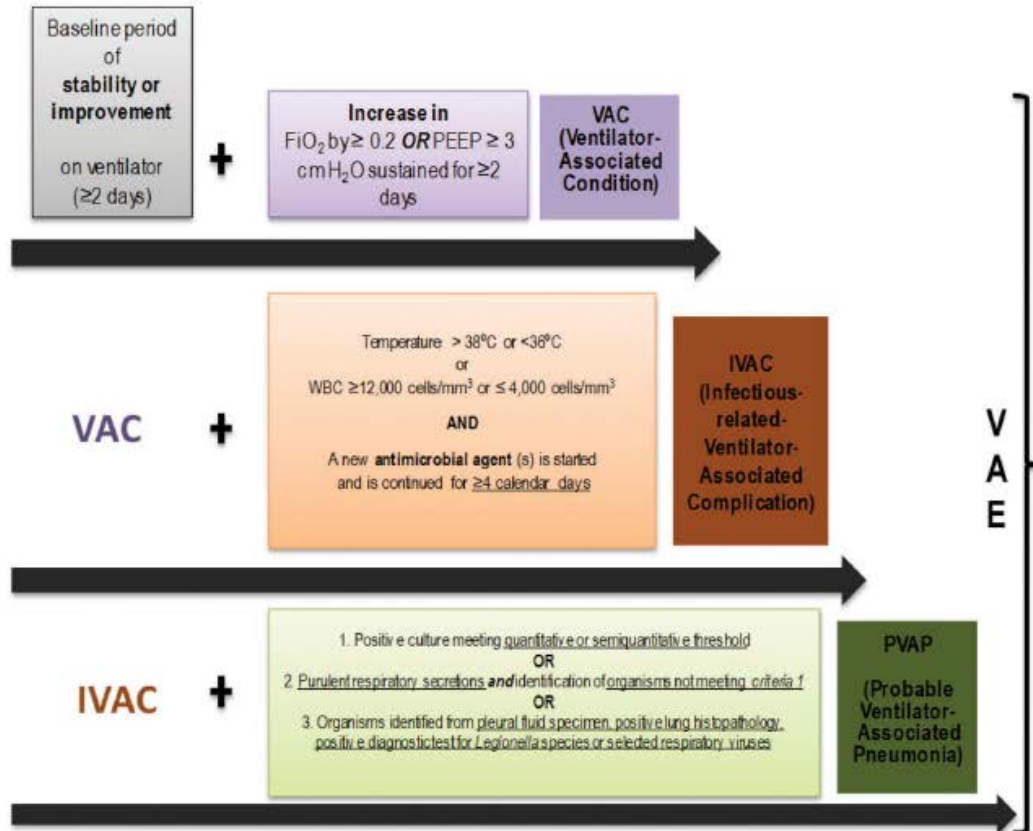 Baseline period
of
stability or
improvement
on ventilator
(≥2 days)
+
Increase in
FiO₂ by ≥ 0.2 OR PEEP ≥ 3
cm H₂O sustained for ≥2
days
VAC
(Ventilator-
Associated
Condition)
VAC
+
Temperature > 38⁰C or <36⁰C
or
WBC ≥12,000 cells/mm³ or ≤ 4,000 cells/mm³
AND
A new antimicrobial agent (s) is started
and is continued for ≥4 calendar days
IVAC
(Infectious-
related-
Ventilator-
Associated
Complication)
IVAC
+
1. Positive culture meeting quantitative or semiquantitative threshold
OR
2 Purulent respiratory secretions and identification of organisms not meeting criteria 1
OR
3. Organisms identified from pleural fluid specimen, positive lung histopathology,
positive diagnostic test for Legionella species or selected respiratory viruses
PVAP
(Probable
Ventilator-
Associated
Pneumonia)
V
A
E